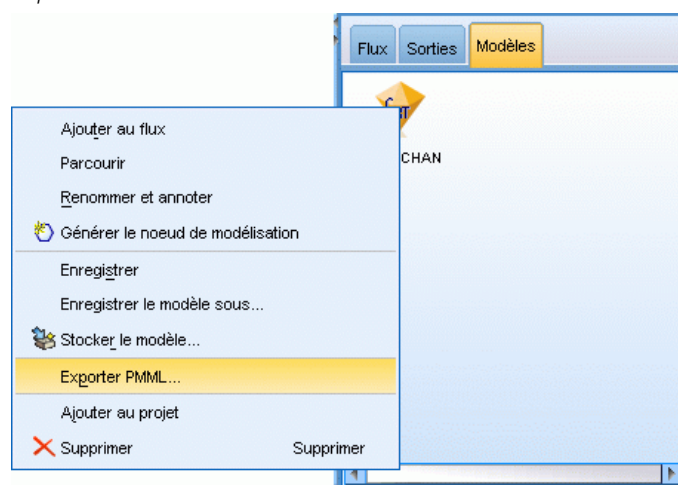 Flux Sorties Modèles
CHAN
Ajouter au flux
Parcourir
Renommer et annoter
Générer le noeud de modélisation
Enregistrer
Enregistrer le modèle sous...
Stocker le modèle...
Exporter PMML...
Ajouter au projet
Supprimer Supprimer